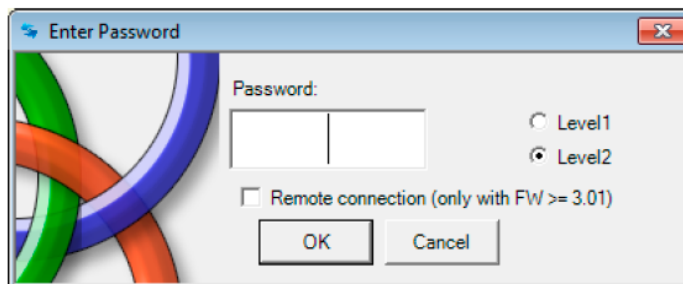 Enter Password
Password:
Level1
Level2
Remote connection (only with FW >= 3.01)
OK
Cancel